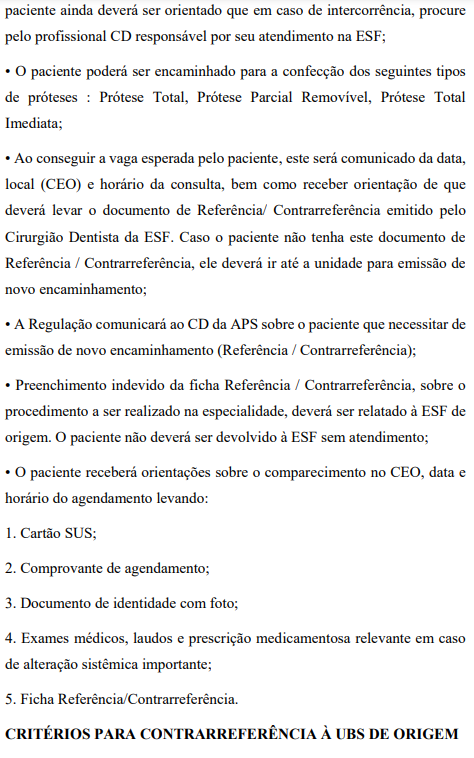 paciente ainda deverá ser orientado que em caso de intercorrência, procure
pelo profissional CD responsável por seu atendimento na ESF;
• O paciente poderá ser encaminhado para a confecção dos seguintes tipos
de próteses : Prótese Total, Prótese Parcial Removível, Prótese Total
Imediata;
• Ao conseguir a vaga esperada pelo paciente, este será comunicado da data,
local (CEO) e horário da consulta, bem como receber orientação de que
deverá levar o documento de Referência/ Contrarreferência emitido pelo
Cirurgião Dentista da ESF. Caso o paciente não tenha este documento de
Referência / Contrarreferência, ele deverá ir até a unidade para emissão de
novo encaminhamento;
• A Regulação comunicará ao CD da APS sobre o paciente que necessitar de
emissão de novo encaminhamento (Referência / Contrarreferência);
• Preenchimento indevido da ficha Referência / Contrarreferência, sobre o
procedimento a ser realizado na especialidade, deverá ser relatado à ESF de
origem. O paciente não deverá ser devolvido à ESF sem atendimento;
• O paciente receberá orientações sobre o comparecimento no CEO, data e
horário do agendamento levando:
1. Cartão SUS;
2. Comprovante de agendamento;
3. Documento de identidade com foto;
4. Exames médicos, laudos e prescrição medicamentosa relevante em caso
de alteração sistêmica importante;
5. Ficha Referência/Contrarreferência.
CRITÉRIOS PARA CONTRARREFERÊNCIA À UBS DE ORIGEM